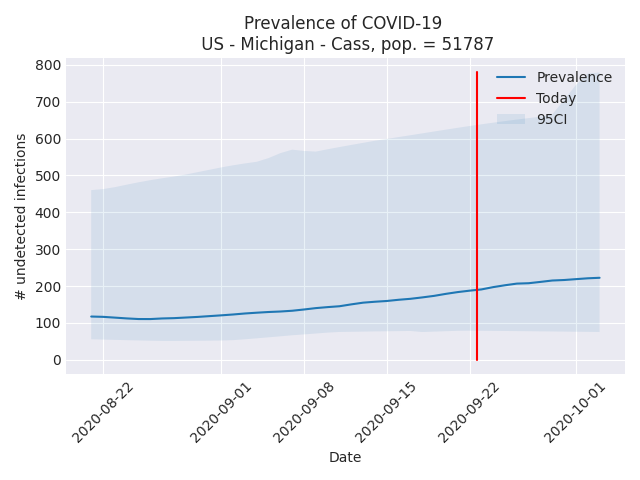 Prevalence of COVID-19
US - Michigan - Cass, pop. = 51787
800
700
600
500
400
300
200
100
0
# undetected infections
Prevalence
Today
95CI
2020-08-22
2020-09-01
2020-09-08
2020-09-15
2020-09-22
2020-10-01
Date